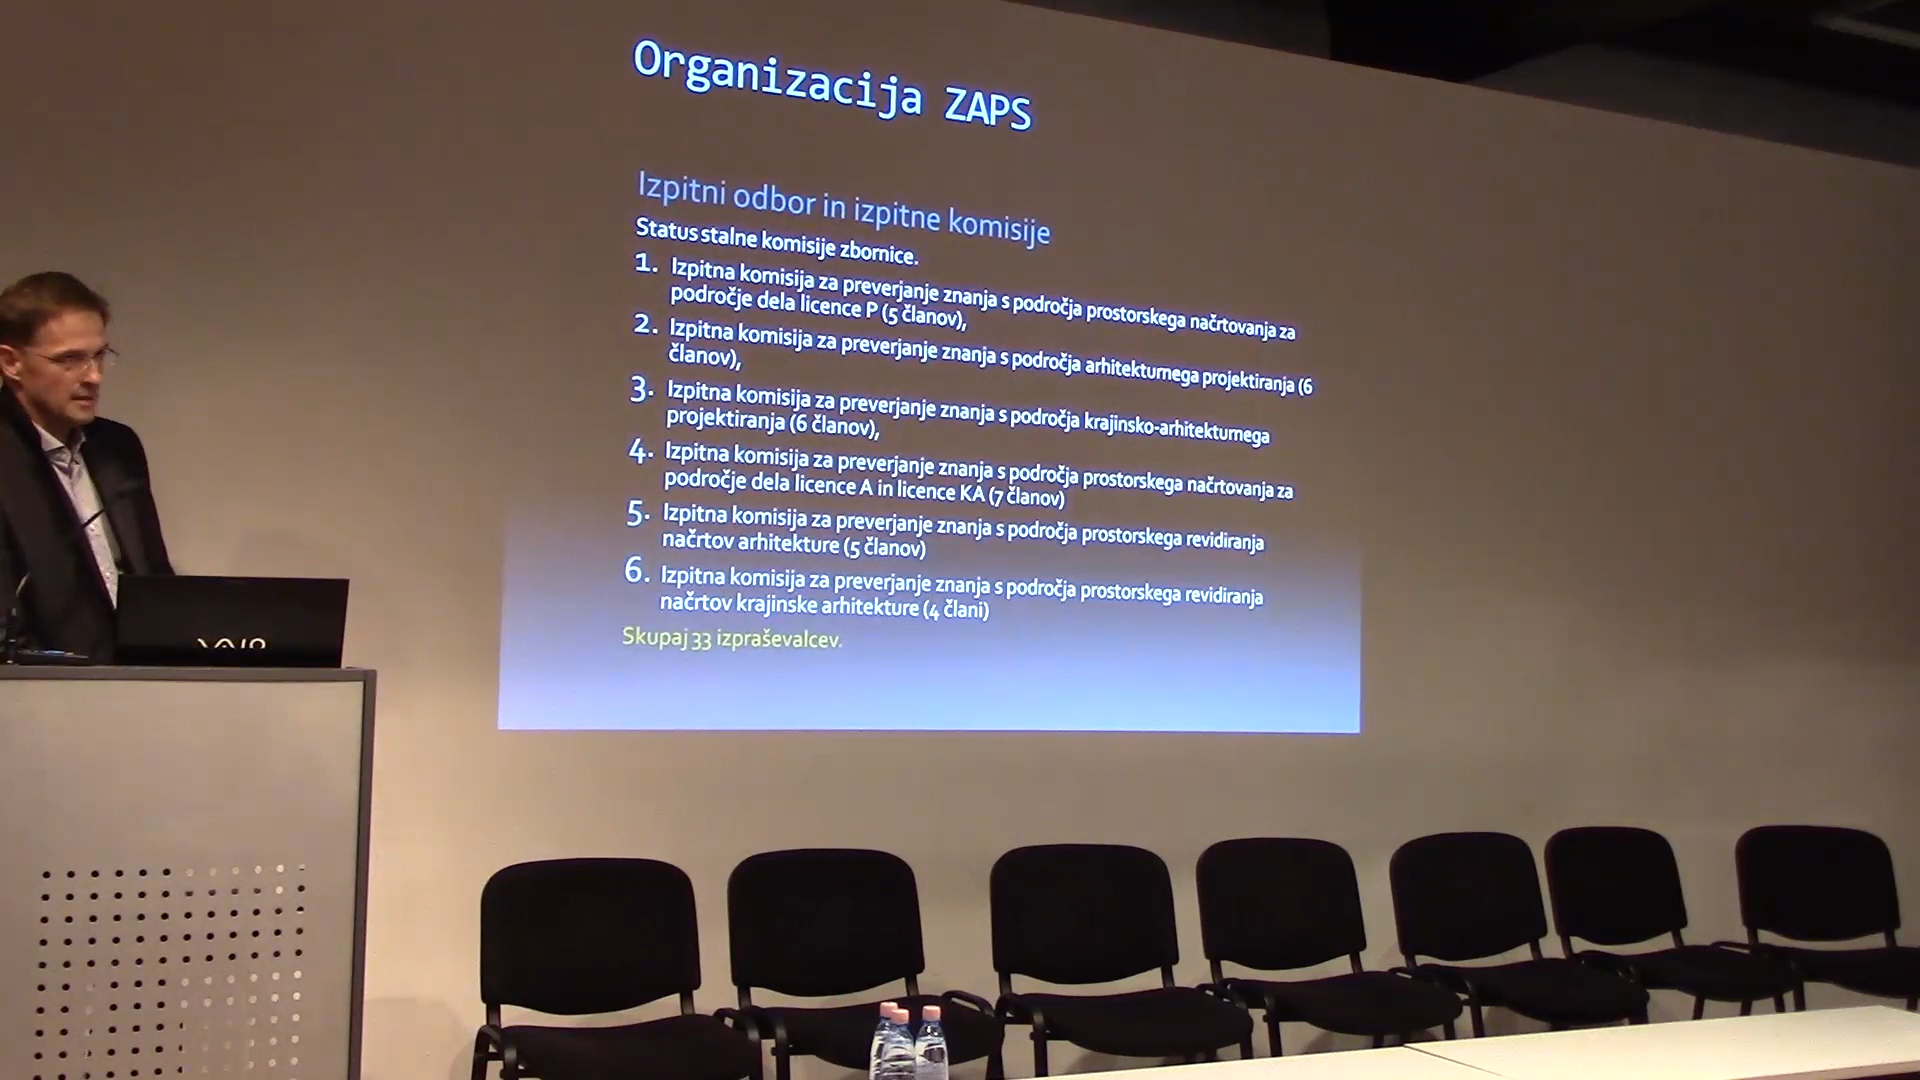 Organizacija ZAPS
Izpitni odbor in izpitne komisije
Status stalne komisije zbornice.
1. Izpitna komisija za preverjanje znanja s področja prostorskega načrtovanja za
področje dela licence P (5 članov),
2. Izpitna komisija za preverjanje znanja s področja arhitekturnega projektiranja (6
članov),
3. Izpitna komisija za preverjanje znanja s področja krajinsko-arhitekturnega
projektiranja (6 članov),
4. Izpitna komisija za preverjanje znanja s področja prostorskega načrtovanja za
področje dela licence A in licence KA (7 članov)
5. Izpitna komisija za preverjanje znanja s področja prostorskega revidiranja
načrtov arhitekture (5 članov)
6. Izpitna komisija za preverjanje znanja s področja prostorskega revidiranja
načrtov krajinske arhitekture (4 člani)
Skupaj 33 izpraševalcev.
VAIO